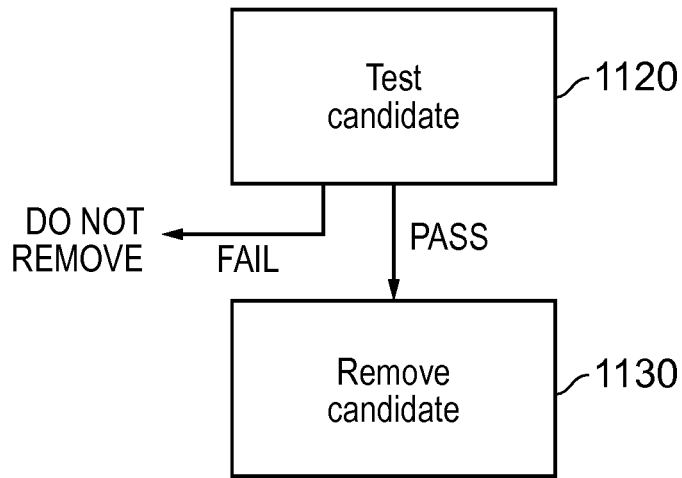 Test
candidate
1120
DO NOT
REMOVE
FAIL
PASS
Remove
candidate
1130